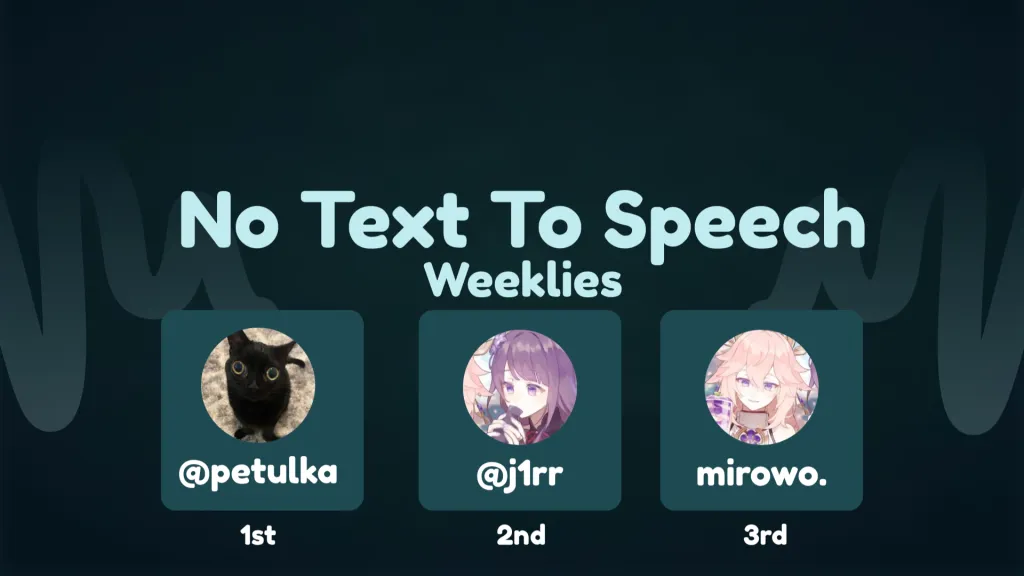 No Text To Speech
Weeklies
@petulka
@j1rr
mirowo.
1st
2nd
3rd